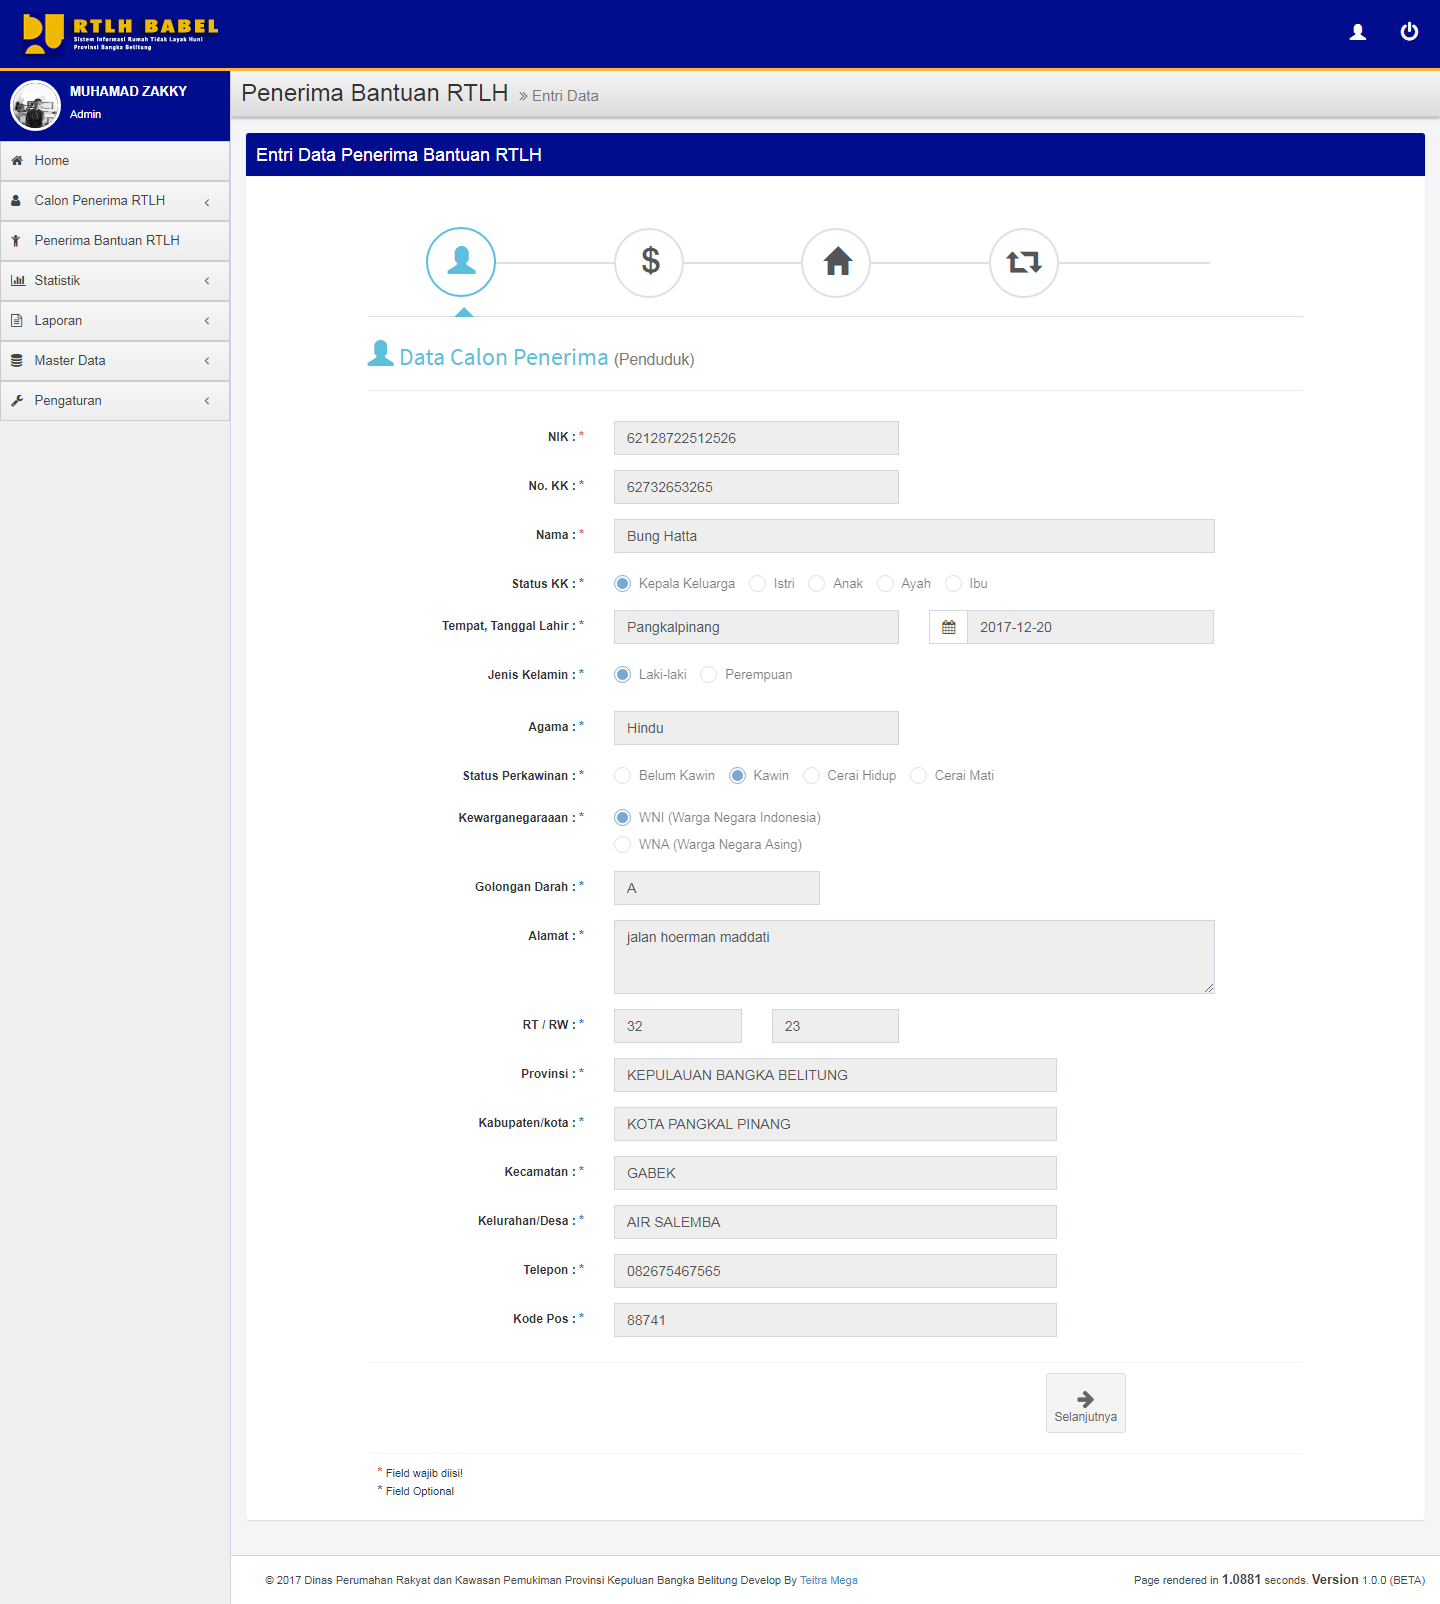 RTLH BABEL
Sistem Informasi Rumah Tidak Layak Huni
Provinsi Bangka Belitung
MUHAMAD ZAKKY
Admin
Home
Calon Penerima RTLH
Penerima Bantuan RTLH
Statistik
Laporan
Master Data
Pengaturan
Penerima Bantuan RTLH » Entri Data
Entri Data Penerima Bantuan RTLH
$
Data Calon Penerima (Penduduk)
NIK : * 62128722512526
No. KK : * 62732653265
Nama : * Bung Hatta
Status KK : * Kepala Keluarga Istri Anak Ayah Ibu
Tempat, Tanggal Lahir : * Pangkalpinang 2017-12-20
Jenis Kelamin : * Laki-laki Perempuan
Agama : * Hindu
Status Perkawinan : * Belum Kawin Kawin Cerai Hidup Cerai Mati
Kewarganegaraaan : * WNI (Warga Negara Indonesia)
WNA (Warga Negara Asing)
Golongan Darah : * A
Alamat : * jalan hoerman maddati
RT / RW : * 32 23
Provinsi : * KEPULAUAN BANGKA BELITUNG
Kabupaten/kota : * KOTA PANGKAL PINANG
Kecamatan : * GABEK
Kelurahan/Desa : * AIR SALEMBA
Telepon : * 082675467565
Kode Pos : * 88741
Selanjutnya
* Field wajib diisi!
* Field Optional
© 2017 Dinas Perumahan Rakyat dan Kawasan Pemukiman Provinsi Kepuluan Bangka Belitung Develop By Teitra Mega
Page rendered in 1.0881 seconds. Version 1.0.0 (BETA)